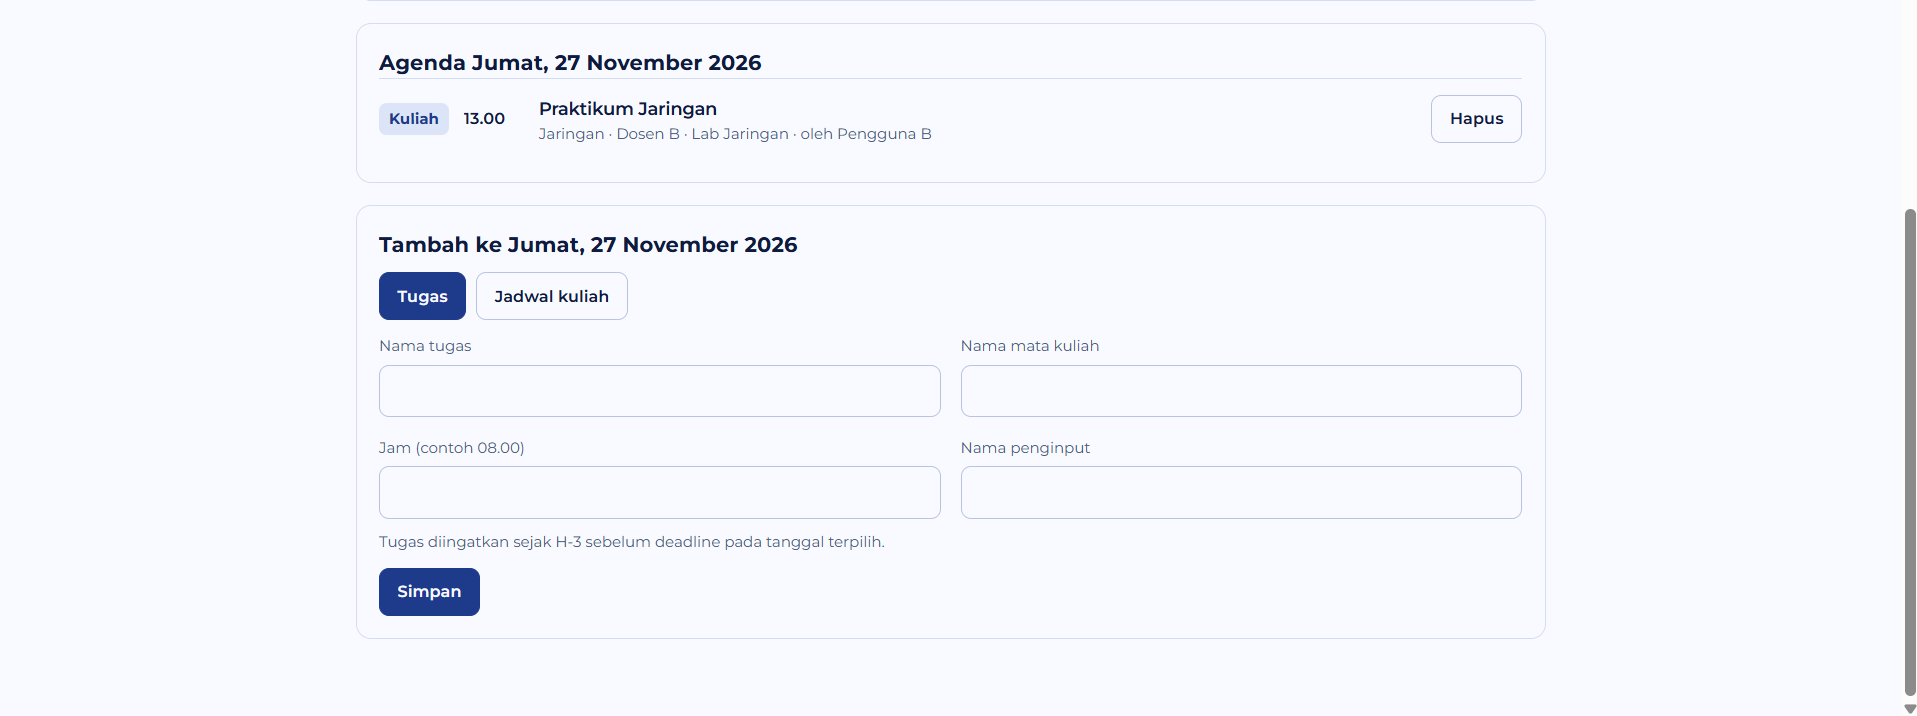 Agenda Jumat, 27 November 2026
Kuliah 13.00 Praktikum Jaringan Hapus
Jaringan · Dosen B · Lab Jaringan · oleh Pengguna B
Tambah ke Jumat, 27 November 2026
Tugas Jadwal kuliah
Nama tugas Nama mata kuliah
Jam (contoh 08.00) Nama penginput
Tugas diingatkan sejak H-3 sebelum deadline pada tanggal terpilih.
Simpan